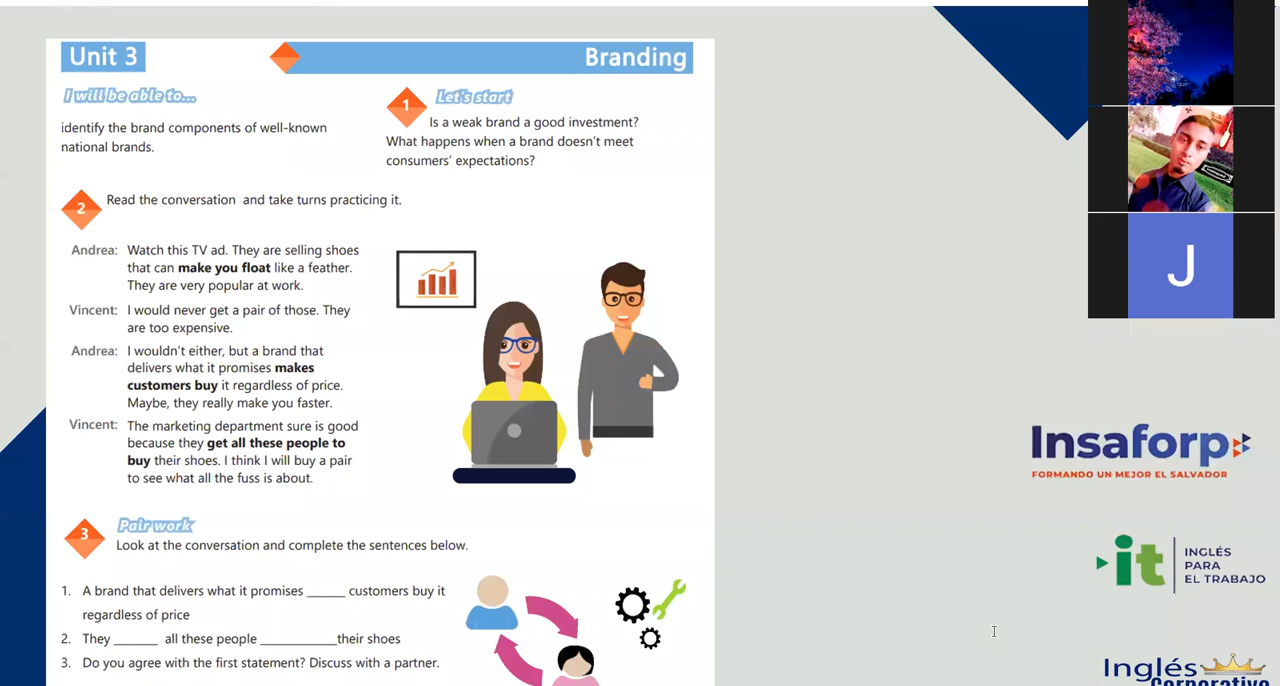 Unit 3
Branding
I will be able to...
identify the brand components of well-known
national brands.
1
Let's start
Is a weak brand a good investment?
What happens when a brand doesn't meet
consumers' expectations?
2
Read the conversation and take turns practicing it.
Andrea: Watch this TV ad. They are selling shoes
that can make you float like a feather.
They are very popular at work.
Vincent: I would never get a pair of those. They
are too expensive.
Andrea: I wouldn't either, but a brand that
delivers what it promises makes
customers buy it regardless of price.
Maybe, they really make you faster.
Vincent: The marketing department sure is good
because they get all these people to
buy their shoes. I think I will buy a pair
to see what all the fuss is about.
3
Pair work
Look at the conversation and complete the sentences below.
1. A brand that delivers what it promises ______ customers buy it
regardless of price
2. They _______ all these people ____________their shoes
3. Do you agree with the first statement? Discuss with a partner.
J
Insaforp
FORMANDO UN MEJOR EL SALVADOR
it
INGLÉS
PARA
EL TRABAJO
Inglés
Corporativo